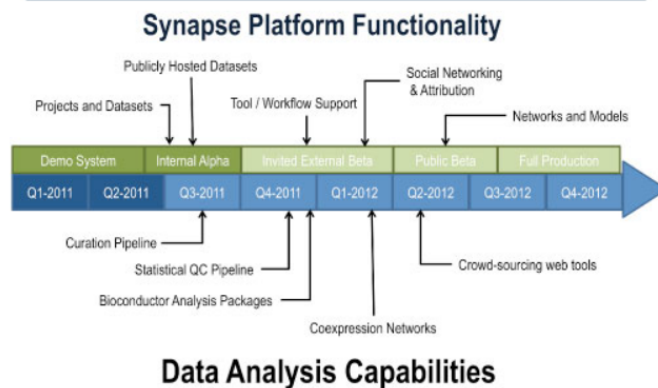 Synapse Platform Functionality
Publicly Hosted Datasets
Social Networking
& Attribution
Projects and Datasets
Tool / Workflow Support
Networks and Models
Demo System
Internal Alpha
Invited External Beta
Public Beta
Full Production
Q1-2011
Q2-2011
Q3-2011
Q4-2011
Q1-2012
Q2-2012
Q3-2012
Q4-2012
Curation Pipeline
Statistical QC Pipeline
Crowd-sourcing web tools
Bioconductor Analysis Packages
Coexpression Networks
Data Analysis Capabilities